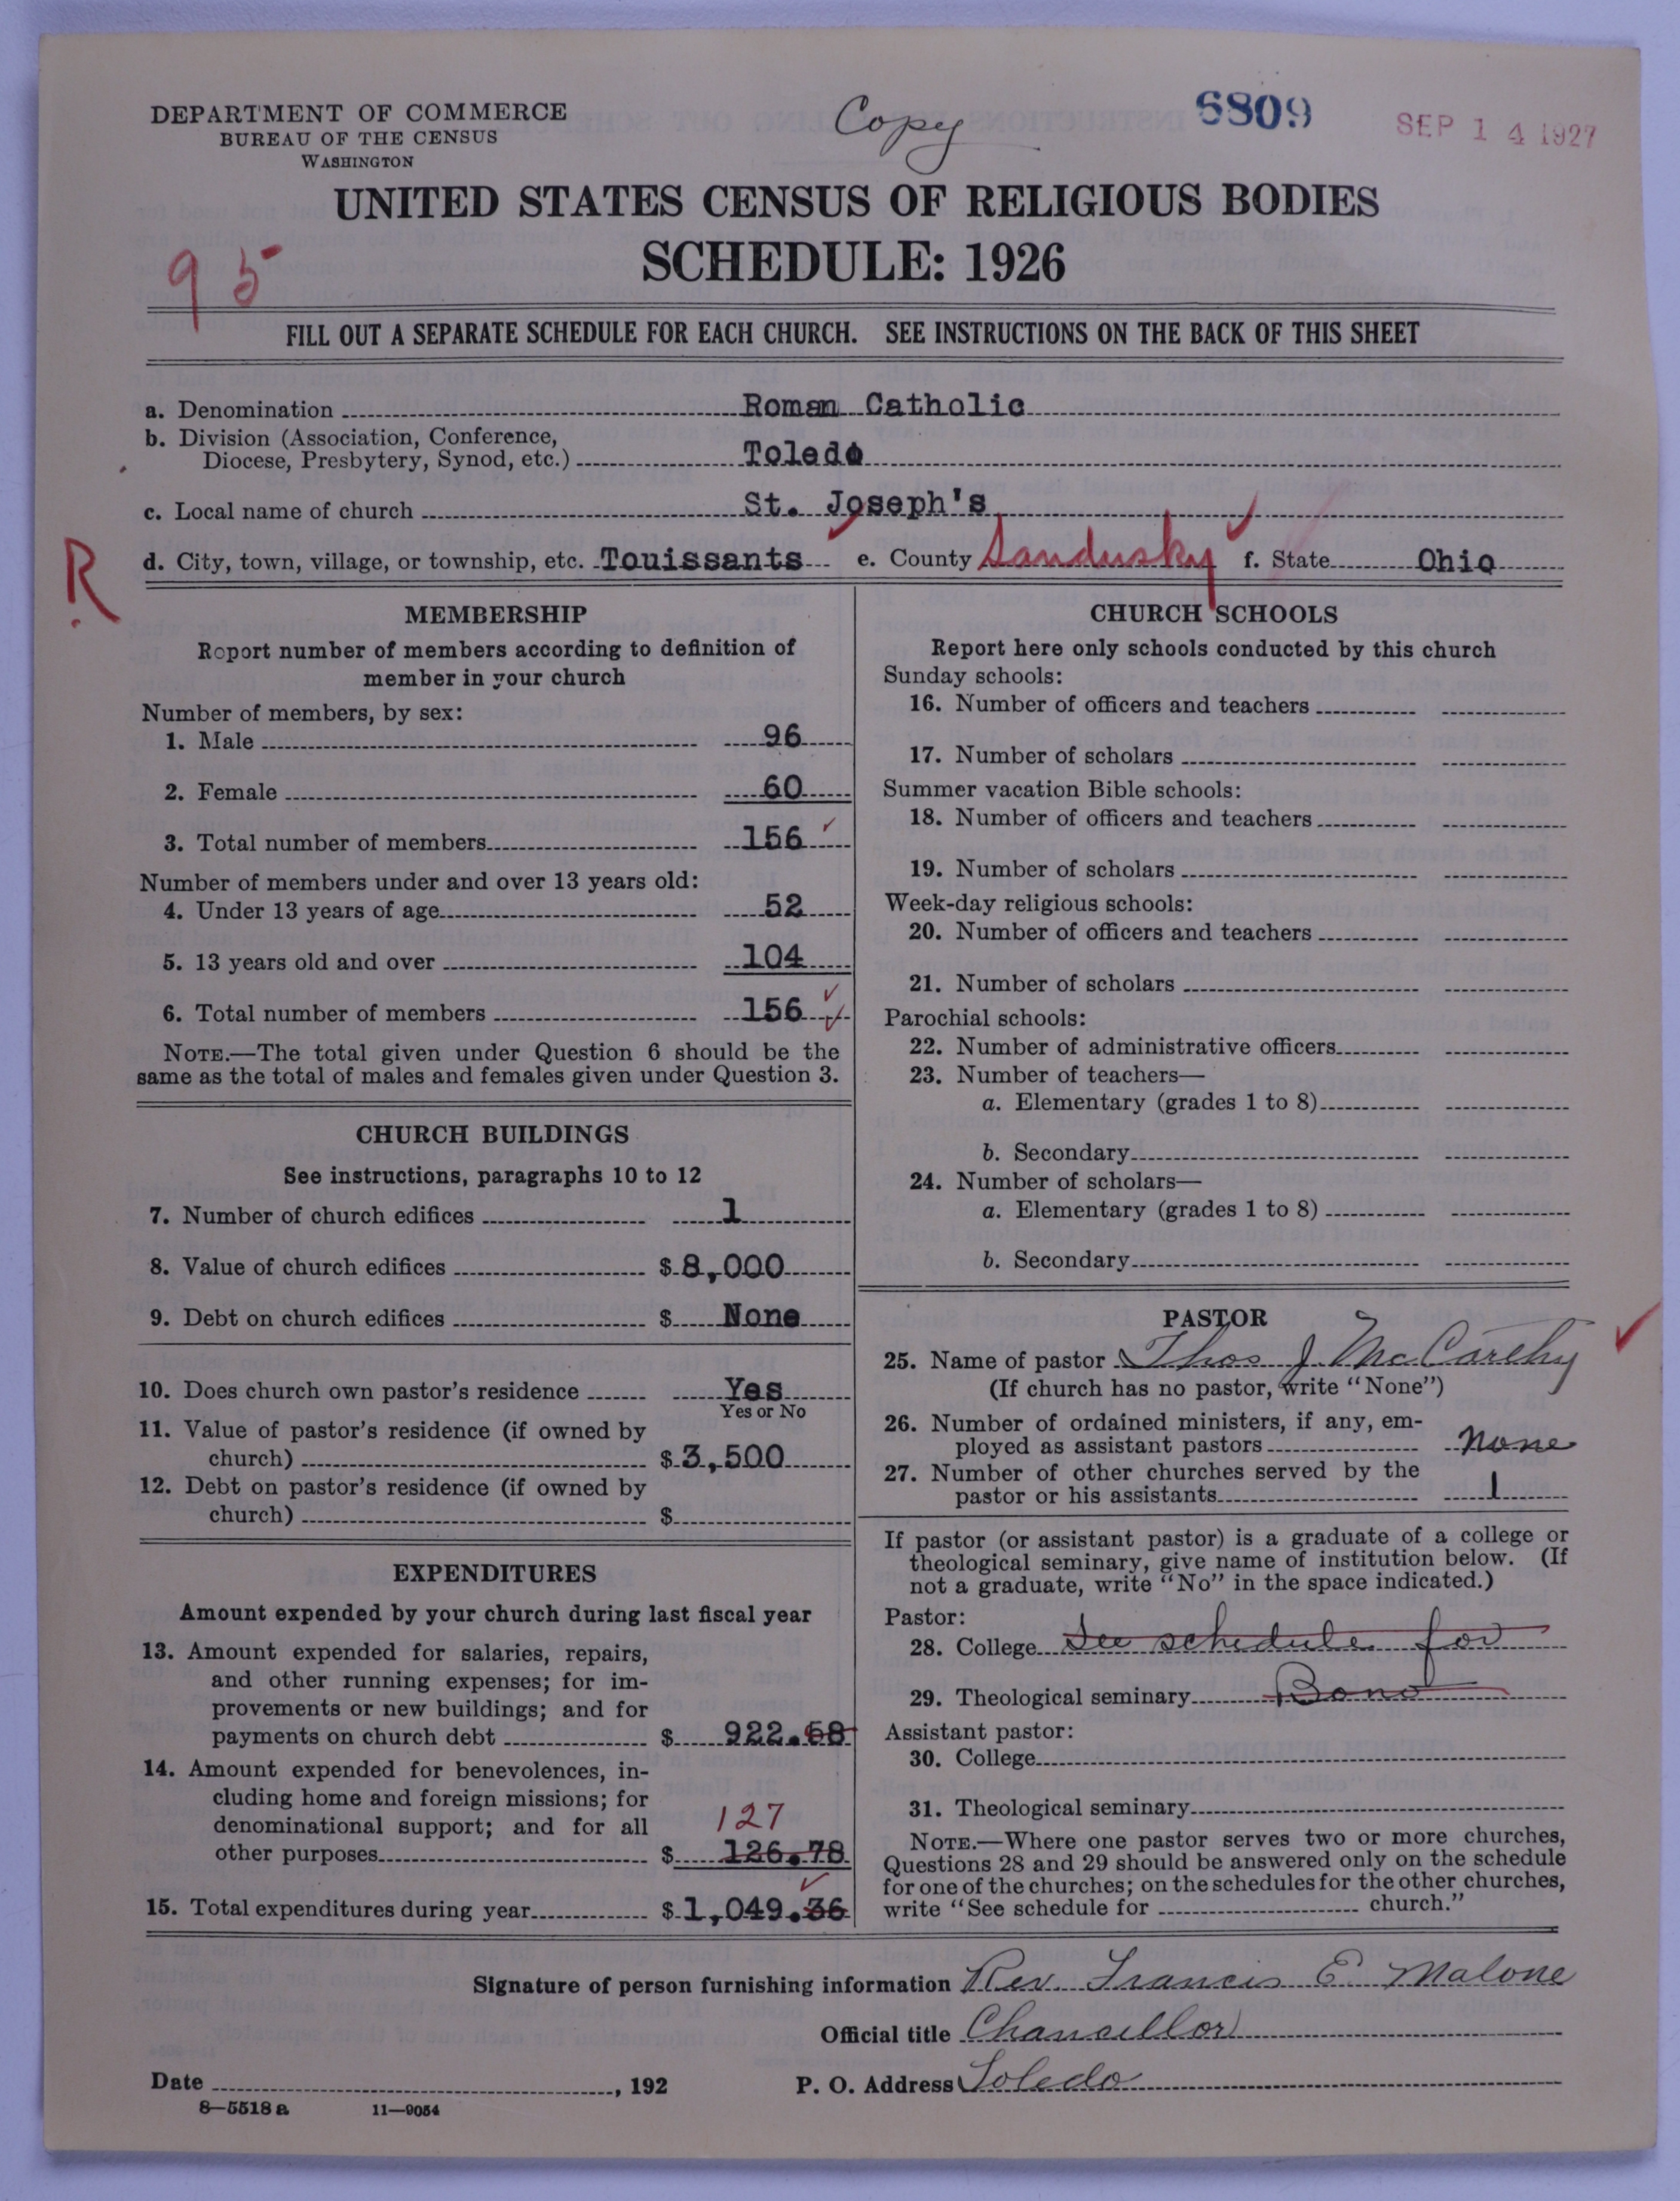 DEPARTMENT OF COMMERCE
BUREAU OF THE CENSUS
WASHINGTON
Copy
6809
SEP 14 1927
UNITED STATES CENSUS OF RELIGIOUS BODIES
SCHEDULE: 1926
95
FILL OUT A SEPARATE SCHEDULE FOR EACH CHURCH. SEE INSTRUCTIONS ON THE BACK OF THIS SHEET
a. Denomination Roman Catholic
b. Division (Association, Conference,
Diocese, Presbytery, Synod, etc.) Toledo
c. Local name of church St. Joseph's
R
d. City, town, village, or township, etc. Touissants e. County Sandusky f. State Ohio
MEMBERSHIP
Report number of members according to definition of
member in your church
Number of members, by sex:
1. Male 96
2. Female 60
3. Total number of members 156
Number of members under and over 13 years old:
4. Under 13 years of age 52
5. 13 years old and over 104
6. Total number of members 156
NOTE.—The total given under Question 6 should be the
same as the total of males and females given under Question 3.
CHURCH BUILDINGS
See instructions, paragraphs 10 to 12
7. Number of church edifices 1
8. Value of church edifices $ 8,000
9. Debt on church edifices $ None
10. Does church own pastor's residence Yes
Yes or No
11. Value of pastor's residence (if owned by
church) $ 3,500
12. Debt on pastor's residence (if owned by
church) $
EXPENDITURES
Amount expended by your church during last fiscal year
13. Amount expended for salaries, repairs,
and other running expenses; for im-
provements or new buildings; and for
payments on church debt $ 922.58
14. Amount expended for benevolences, in-
cluding home and foreign missions; for
denominational support; and for all
127
other purposes $ 126.78
15. Total expenditures during year $ 1,049.36
CHURCH SCHOOLS
Report here only schools conducted by this church
Sunday schools:
16. Number of officers and teachers
17. Number of scholars
Summer vacation Bible schools:
18. Number of officers and teachers
19. Number of scholars
Week-day religious schools:
20. Number of officers and teachers
21. Number of scholars
Parochial schools:
22. Number of administrative officers
23. Number of teachers—
a. Elementary (grades 1 to 8)
b. Secondary
24. Number of scholars—
a. Elementary (grades 1 to 8)
b. Secondary
PASTOR
25. Name of pastor Thos J McCarthy
(If church has no pastor, write "None")
26. Number of ordained ministers, if any, em-
ployed as assistant pastors None
27. Number of other churches served by the
pastor or his assistants 1
If pastor (or assistant pastor) is a graduate of a college or
theological seminary, give name of institution below. (If
not a graduate, write "No" in the space indicated.)
Pastor:
28. College See schedule for
29. Theological seminary Bono
Assistant pastor:
30. College
31. Theological seminary
NOTE.—Where one pastor serves two or more churches,
Questions 28 and 29 should be answered only on the schedule
for one of the churches; on the schedules for the other churches,
write "See schedule for church."
Signature of person furnishing information Rev. Francis E. Malone
Official title Chancellor
Date , 192 P. O. Address Toledo
8—5518 a 11—9054